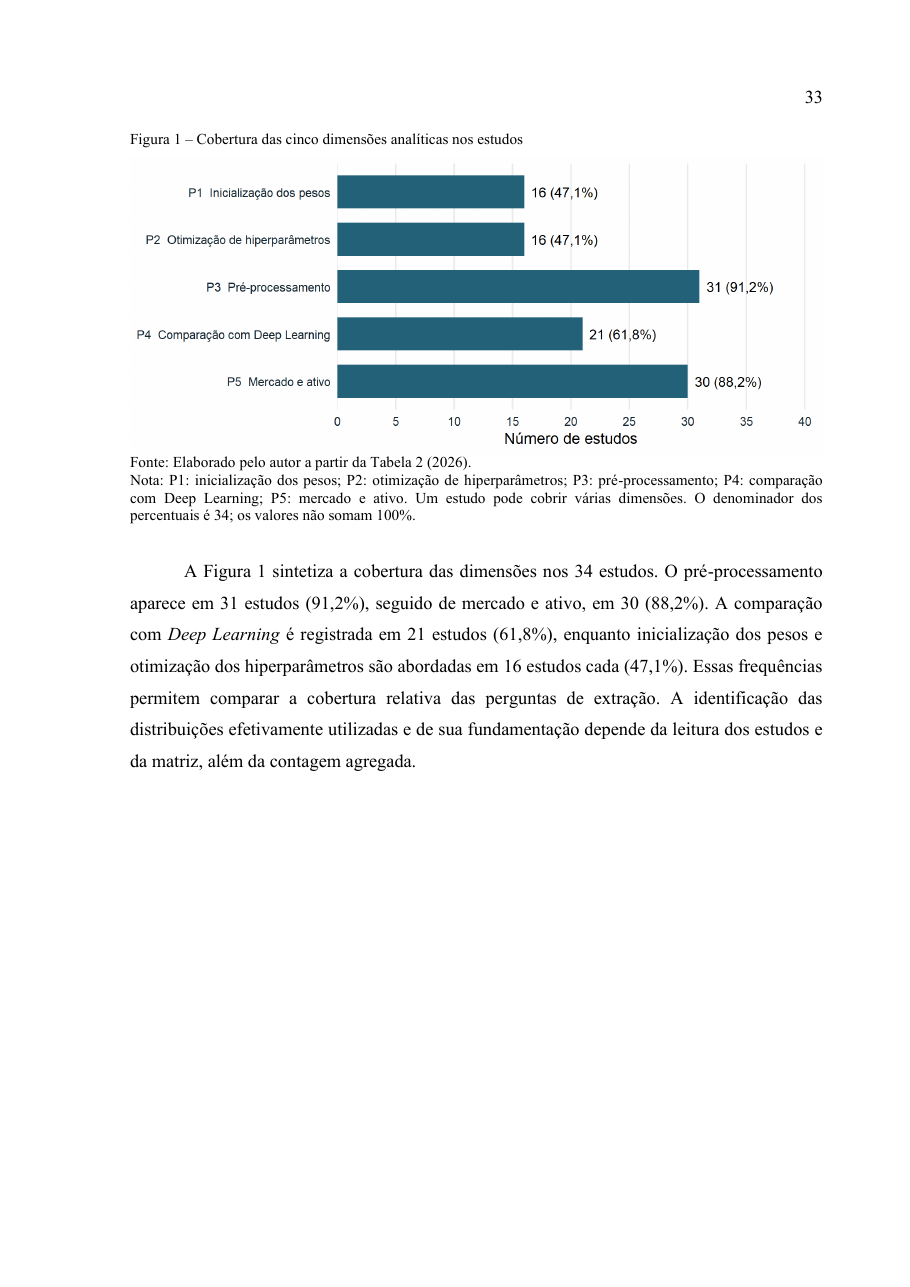 33
Figura 1 – Cobertura das cinco dimensões analíticas nos estudos
P1 Inicialização dos pesos 16 (47,1%)
P2 Otimização de hiperparâmetros 16 (47,1%)
P3 Pré-processamento 31 (91,2%)
P4 Comparação com Deep Learning 21 (61,8%)
P5 Mercado e ativo 30 (88,2%)
0 5 10 15 20 25 30 35 40
Número de estudos
Fonte: Elaborado pelo autor a partir da Tabela 2 (2026).
Nota: P1: inicialização dos pesos; P2: otimização de hiperparâmetros; P3: pré-processamento; P4: comparação
com Deep Learning; P5: mercado e ativo. Um estudo pode cobrir várias dimensões. O denominador dos
percentuais é 34; os valores não somam 100%.
A Figura 1 sintetiza a cobertura das dimensões nos 34 estudos. O pré-processamento
aparece em 31 estudos (91,2%), seguido de mercado e ativo, em 30 (88,2%). A comparação
com Deep Learning é registrada em 21 estudos (61,8%), enquanto inicialização dos pesos e
otimização dos hiperparâmetros são abordadas em 16 estudos cada (47,1%). Essas frequências
permitem comparar a cobertura relativa das perguntas de extração. A identificação das
distribuições efetivamente utilizadas e de sua fundamentação depende da leitura dos estudos e
da matriz, além da contagem agregada.